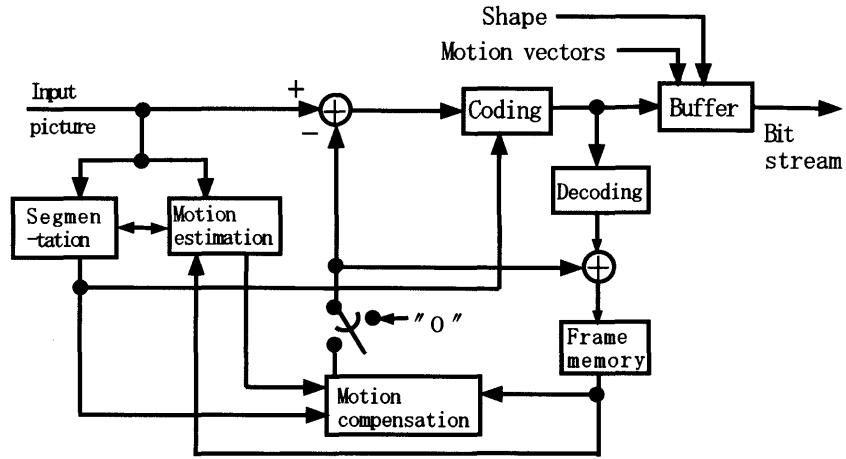 Shape
Motion vectors
Input
picture
+
−
+
Coding
Buffer
Bit
stream
Decoding
Segmen
-tation
Motion
estimation
+
"0"
Frame
memory
Motion
compensation